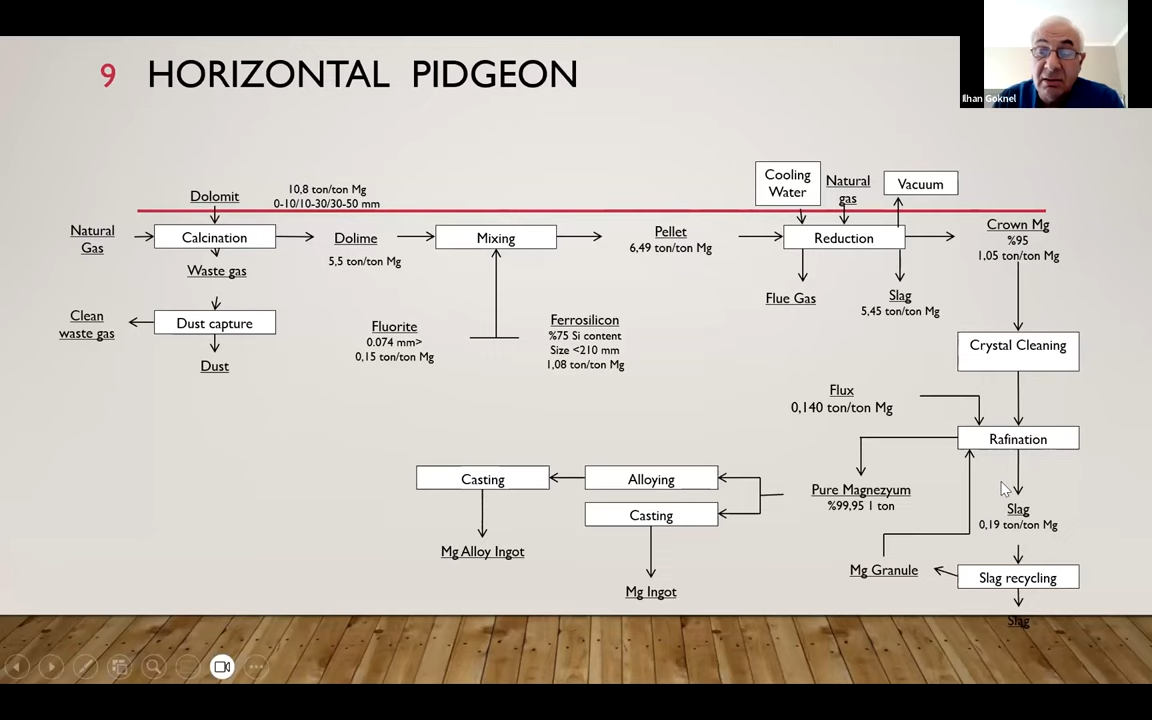 9 HORIZONTAL PIDGEON
Ilhan Goknel
Cooling
Water
Natural
gas
Vacuum
Dolomit
10,8 ton/ton Mg
0-10/10-30/30-50 mm
Natural
Gas
Calcination
Dolime
5,5 ton/ton Mg
Mixing
Pellet
6,49 ton/ton Mg
Reduction
Crown Mg
%95
1,05 ton/ton Mg
Waste gas
Flue Gas
Slag
5,45 ton/ton Mg
Clean
waste gas
Dust capture
Dust
Fluorite
0.074 mm>
0,15 ton/ton Mg
Ferrosilicon
%75 Si content
Size <210 mm
1,08 ton/ton Mg
Crystal Cleaning
Flux
0,140 ton/ton Mg
Rafination
Casting
Alloying
Casting
Pure Magnezyum
%99,95 1 ton
Slag
0,19 ton/ton Mg
Mg Alloy Ingot
Mg Ingot
Mg Granule
Slag recycling
Slag